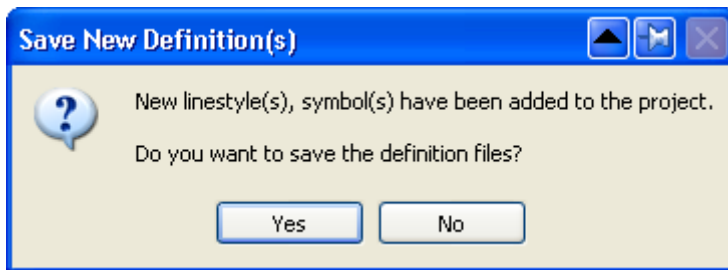 Save New Definition(s)
New linestyle(s), symbol(s) have been added to the project.
Do you want to save the definition files?
Yes
No